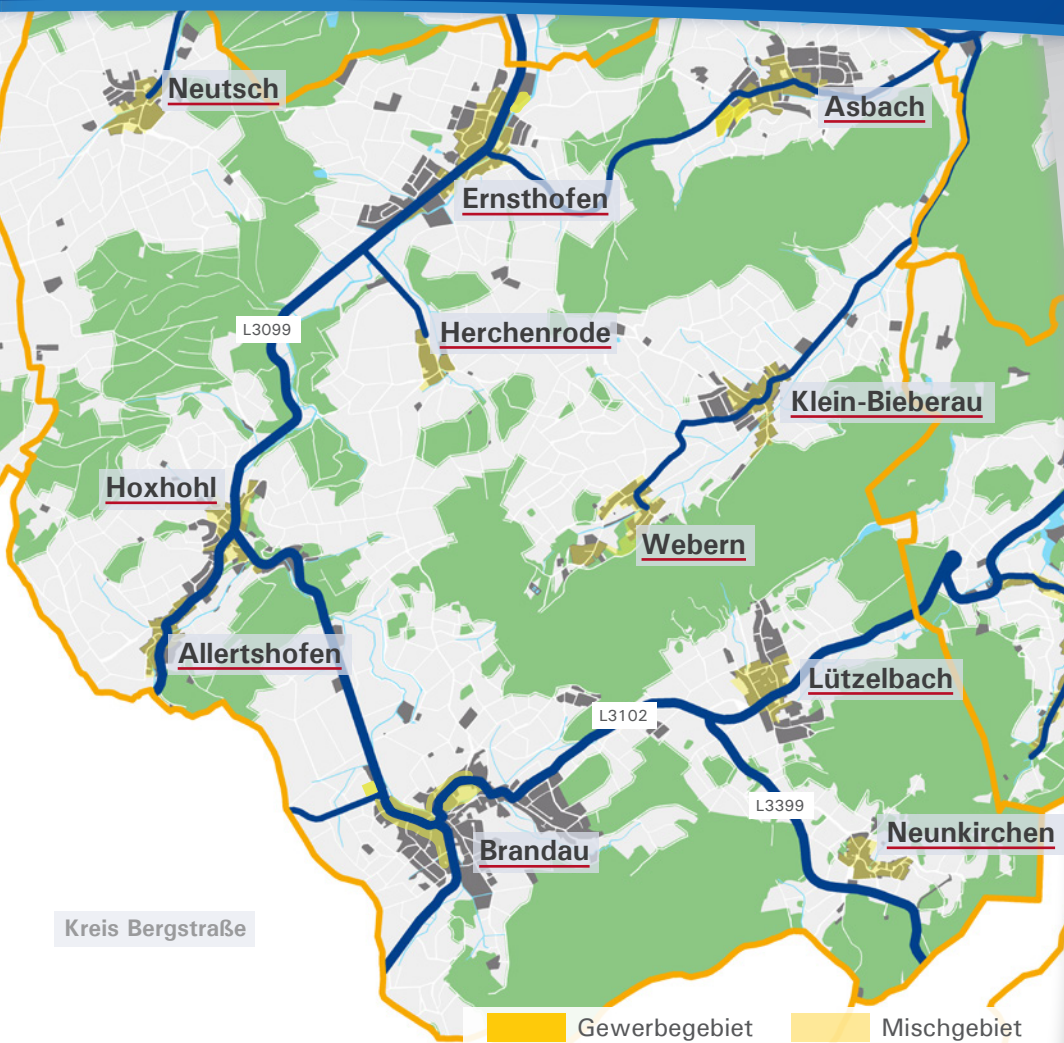 Neutsch
Asbach
Ernsthofen
L3099
Herchenrode
Klein-Bieberau
Hoxhohl
Webern
Allertshofen
Lützelbach
L3102
L3399
Neunkirchen
Brandau
Kreis Bergstraße
Gewerbegebiet
Mischgebiet